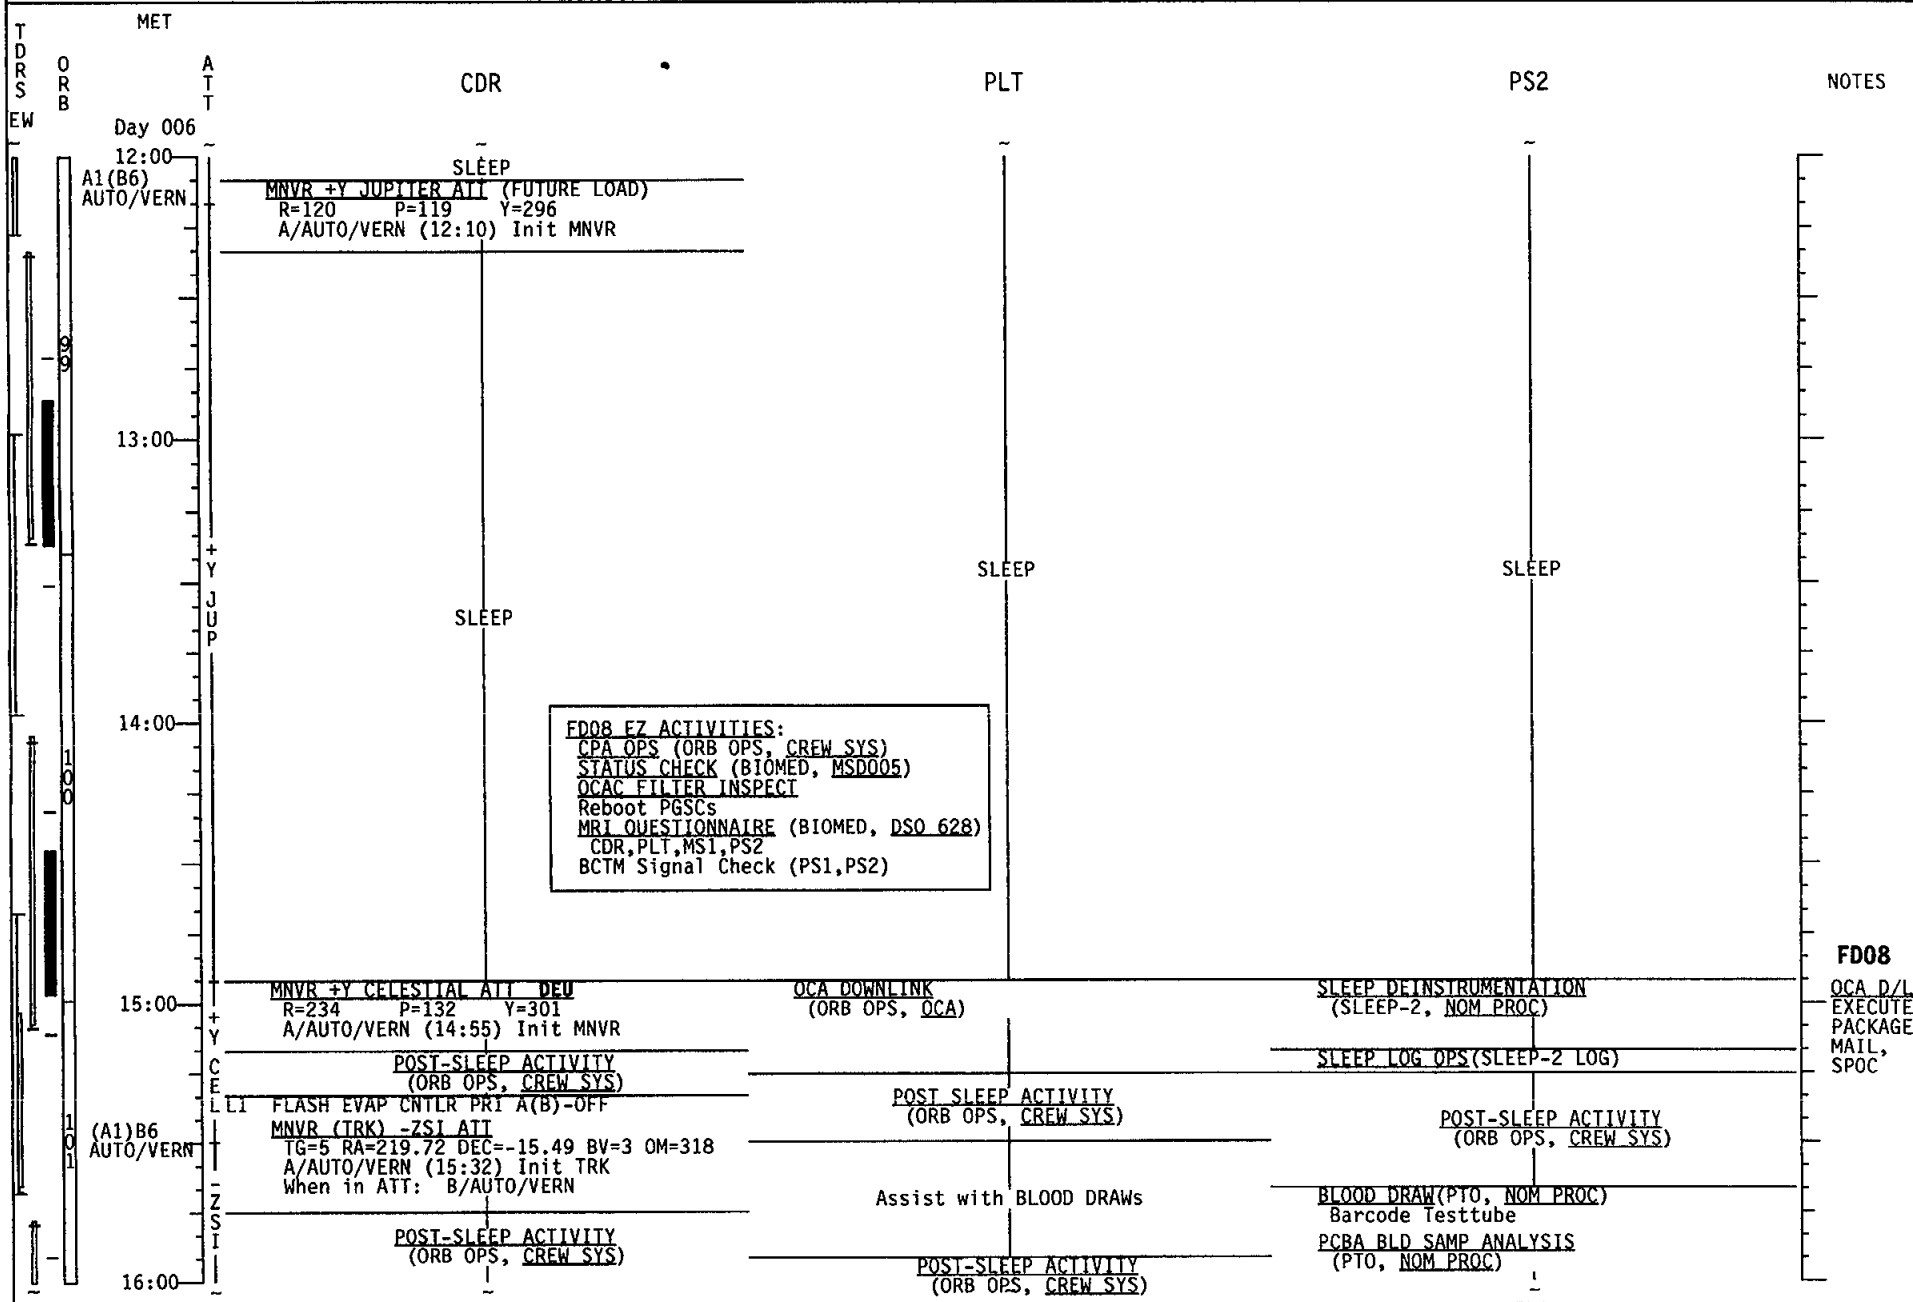 MET
TDRS
ORB
ATT
CDR
PLT
PS2
NOTES
EW
Day 006
12:00
SLEEP
A1(B6)
AUTO/VERN
MNVR +Y JUPITER ATT (FUTURE LOAD)
R=120 P=119 Y=296
A/AUTO/VERN (12:10) Init MNVR
99
13:00
+Y JUP
SLEEP
SLEEP
SLEEP
14:00
100
FD08 EZ ACTIVITIES:
CPA OPS (ORB OPS, CREW SYS)
STATUS CHECK (BIOMED, MSD005)
OCAC FILTER INSPECT
Reboot PGSCs
MRI QUESTIONNAIRE (BIOMED, DSO 628)
CDR,PLT,MS1,PS2
BCTM Signal Check (PS1,PS2)
FD08
15:00
MNVR +Y CELESTIAL ATT DEU
R=234 P=132 Y=301
A/AUTO/VERN (14:55) Init MNVR
OCA DOWNLINK
(ORB OPS, OCA)
SLEEP DEINSTRUMENTATION
(SLEEP-2, NOM PROC)
OCA D/L
EXECUTE
PACKAGE
MAIL,
SPOC
+Y CEL
POST-SLEEP ACTIVITY
(ORB OPS, CREW SYS)
SLEEP LOG OPS(SLEEP-2 LOG)
L1 FLASH EVAP CNTLR PRI A(B)-OFF
POST SLEEP ACTIVITY
(ORB OPS, CREW SYS)
POST-SLEEP ACTIVITY
(ORB OPS, CREW SYS)
101
(A1)B6
AUTO/VERN
MNVR (TRK) -ZSI ATT
TG=5 RA=219.72 DEC=-15.49 BV=3 OM=318
A/AUTO/VERN (15:32) Init TRK
When in ATT: B/AUTO/VERN
-ZSI
Assist with BLOOD DRAWs
BLOOD DRAW(PTO, NOM PROC)
Barcode Testtube
POST-SLEEP ACTIVITY
(ORB OPS, CREW SYS)
PCBA BLD SAMP ANALYSIS
(PTO, NOM PROC)
POST-SLEEP ACTIVITY
(ORB OPS, CREW SYS)
16:00